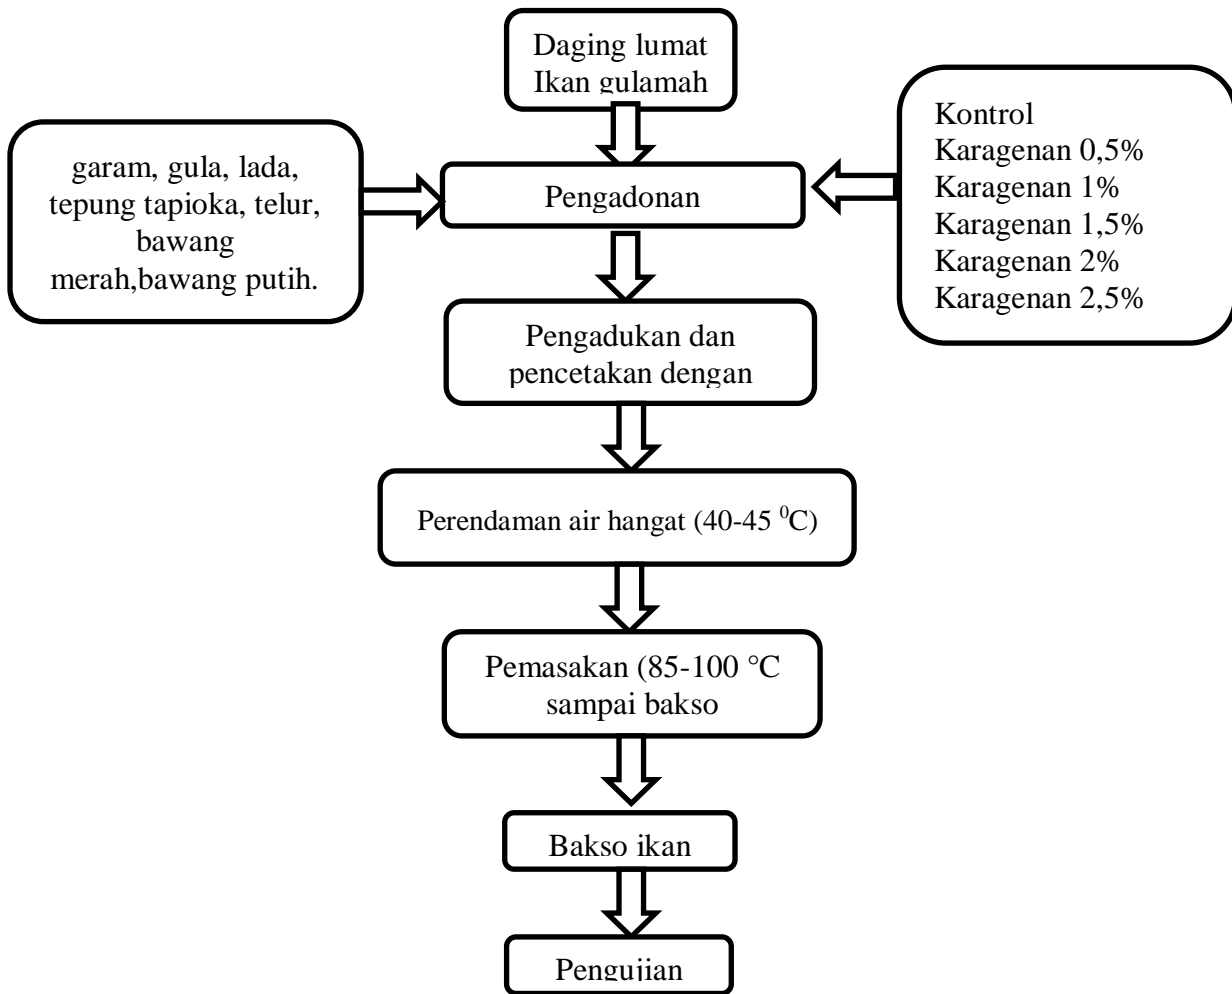 Daging lumat
Ikan gulamah
garam, gula, lada,
tepung tapioka, telur,
bawang
merah,bawang putih.
Pengadonan
Kontrol
Karagenan 0,5%
Karagenan 1%
Karagenan 1,5%
Karagenan 2%
Karagenan 2,5%
Pengadukan dan
pencetakan dengan
Perendaman air hangat (40-45 ⁰C)
Pemasakan (85-100 °C
sampai bakso
Bakso ikan
Pengujian